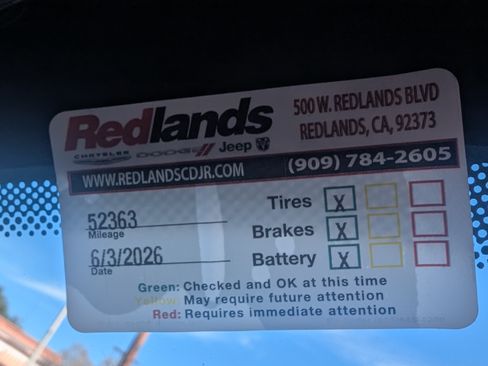 Redlands
CHRYSLER DODGE Jeep
500 W. REDLANDS BLVD
REDLANDS, CA, 92373
WWW.REDLANDSCDJR.COM (909) 784-2605
52363
Mileage
6/3/2026
Date
Tires X
Brakes X
Battery X
Green: Checked and OK at this time
Yellow: May require future attention
Red: Requires immediate attention